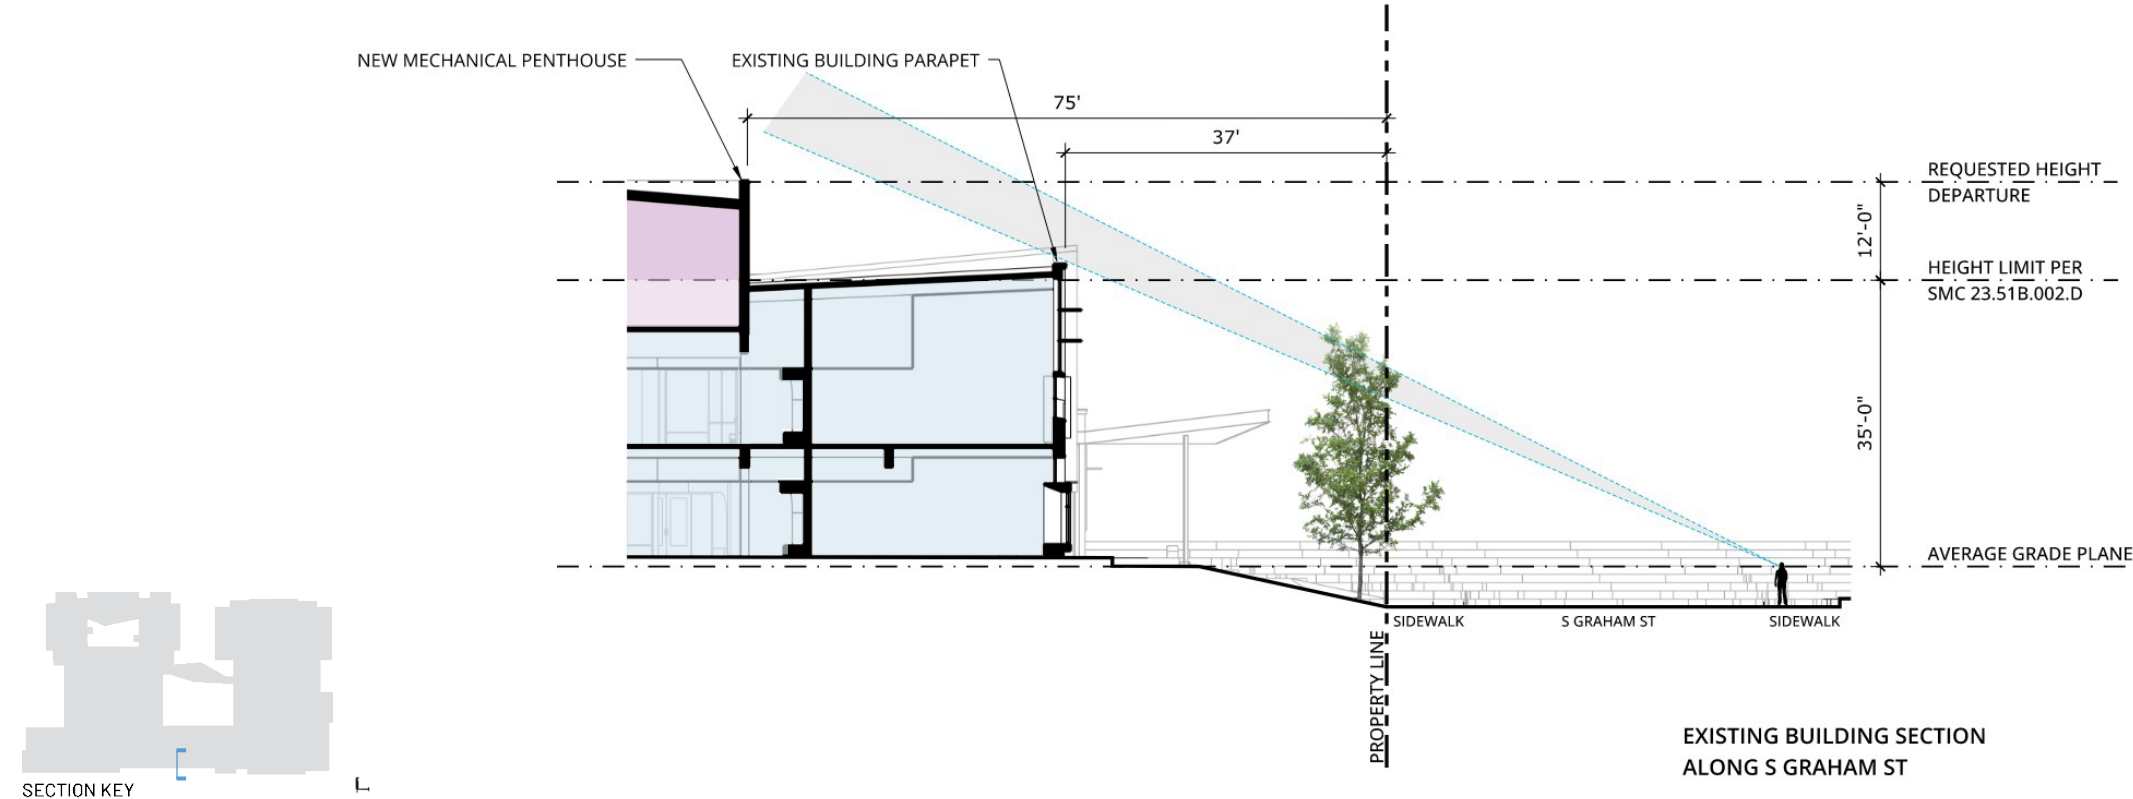 NEW MECHANICAL PENTHOUSE
EXISTING BUILDING PARAPET
75'
37'
REQUESTED HEIGHT
DEPARTURE
12'-0"
HEIGHT LIMIT PER
SMC 23.51B.002.D
35'-0"
AVERAGE GRADE PLANE
SIDEWALK
S GRAHAM ST
SIDEWALK
PROPERTY LINE
EXISTING BUILDING SECTION
ALONG S GRAHAM ST
SECTION KEY